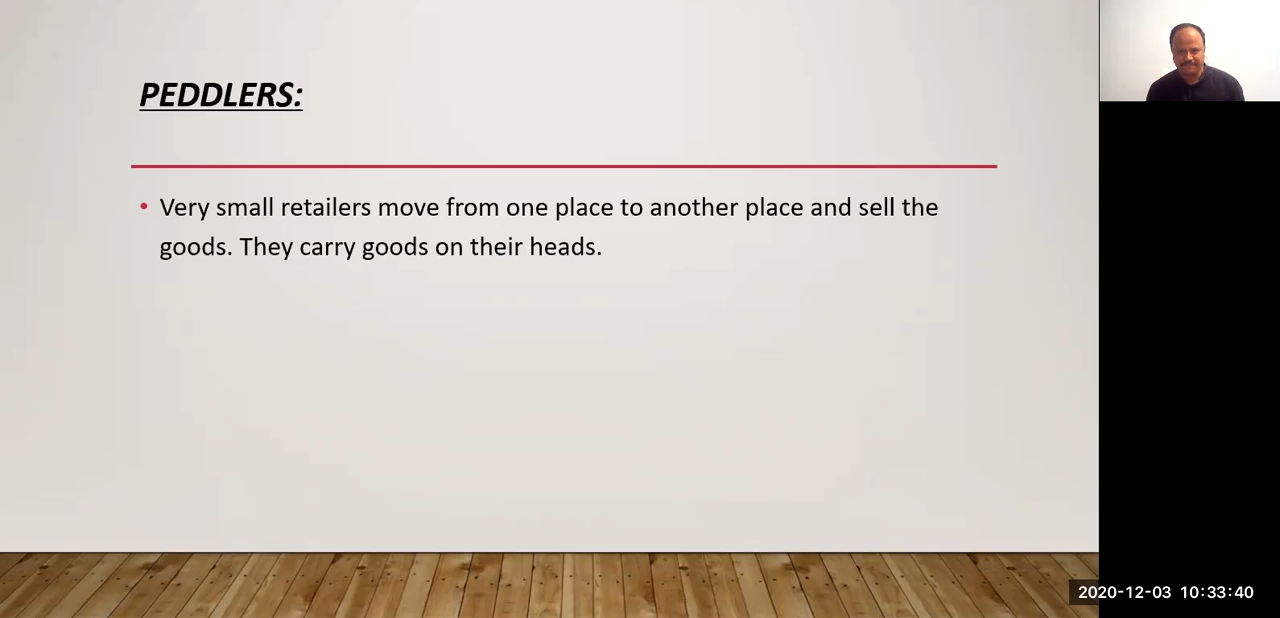 PEDDLERS:
• Very small retailers move from one place to another place and sell the
goods. They carry goods on their heads.
2020-12-03 10:33:40